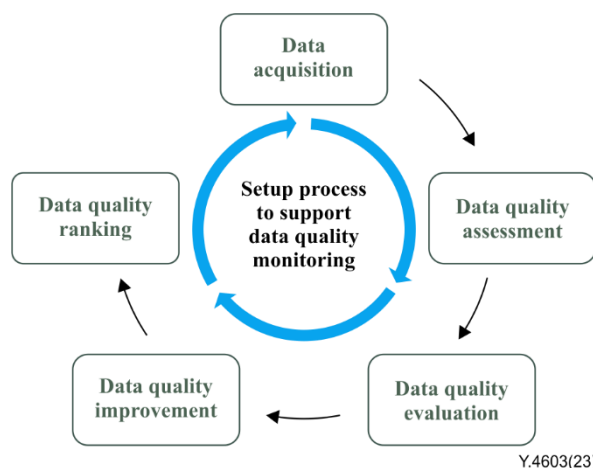 Data
acquisition
Data quality
assessment
Data quality
evaluation
Data quality
improvement
Data quality
ranking
Setup process
to support
data quality
monitoring
Y.4603(23)